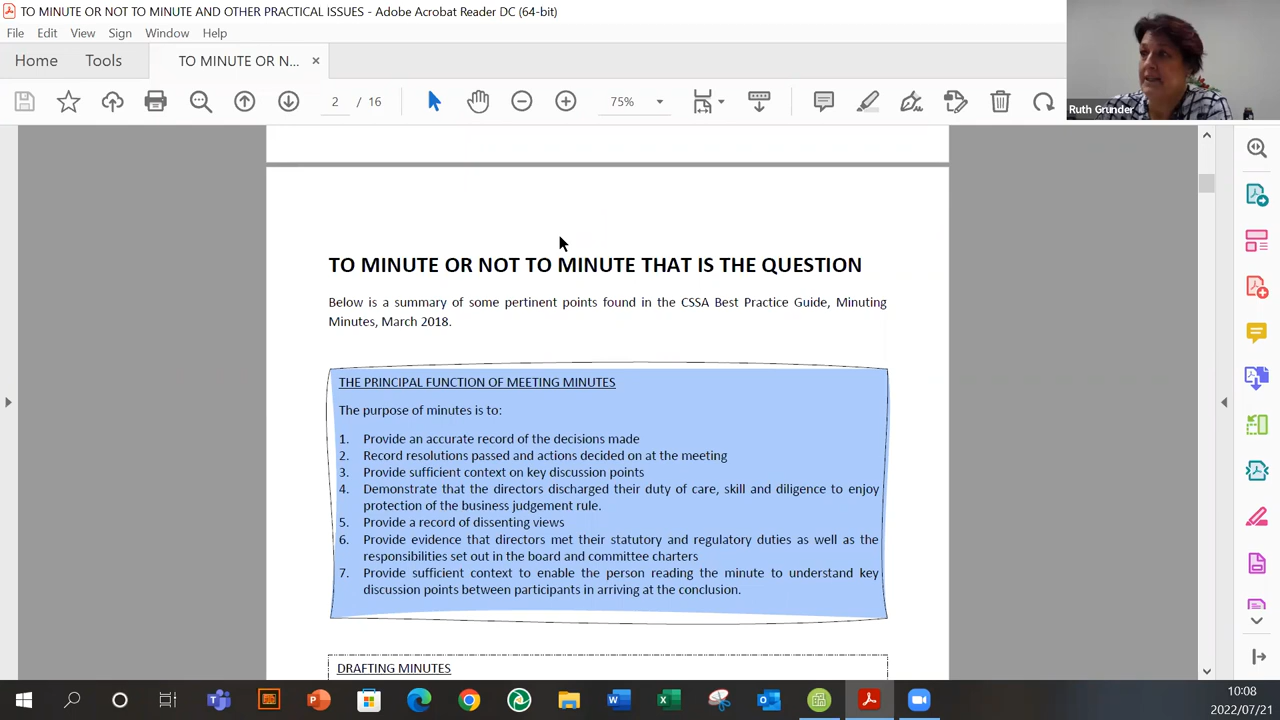 TO MINUTE OR NOT TO MINUTE AND OTHER PRACTICAL ISSUES - Adobe Acrobat Reader DC (64-bit)
File Edit View Sign Window Help
Home Tools TO MINUTE OR N... ×
2 / 16 75%
Ruth Grunder
TO MINUTE OR NOT TO MINUTE THAT IS THE QUESTION
Below is a summary of some pertinent points found in the CSSA Best Practice Guide, Minuting
Minutes, March 2018.
THE PRINCIPAL FUNCTION OF MEETING MINUTES
The purpose of minutes is to:
1. Provide an accurate record of the decisions made
2. Record resolutions passed and actions decided on at the meeting
3. Provide sufficient context on key discussion points
4. Demonstrate that the directors discharged their duty of care, skill and diligence to enjoy
protection of the business judgement rule.
5. Provide a record of dissenting views
6. Provide evidence that directors met their statutory and regulatory duties as well as the
responsibilities set out in the board and committee charters
7. Provide sufficient context to enable the person reading the minute to understand key
discussion points between participants in arriving at the conclusion.
DRAFTING MINUTES
10:08
2022/07/21